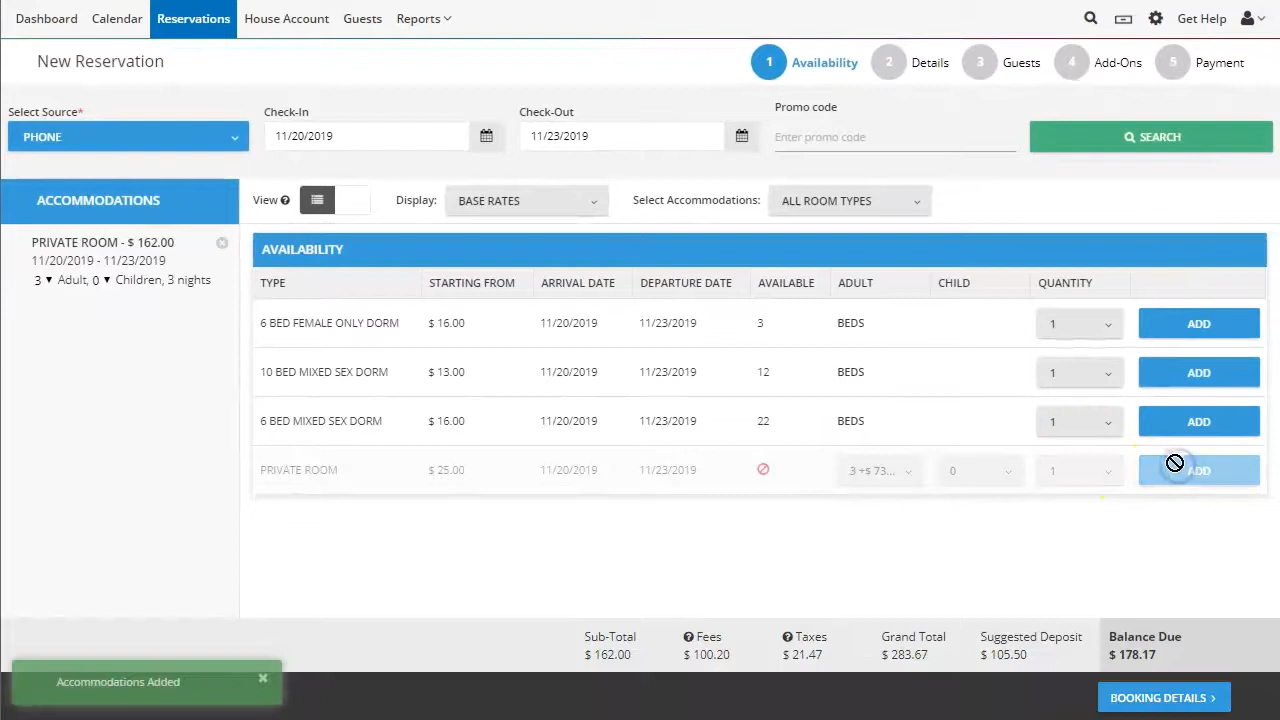 Dashboard Calendar Reservations House Account Guests Reports Get Help
New Reservation 1 Availability 2 Details 3 Guests 4 Add-Ons 5 Payment
Select Source* Check-In Check-Out Promo code
PHONE 11/20/2019 11/23/2019 Enter promo code SEARCH
ACCOMMODATIONS View Display: BASE RATES Select Accommodations: ALL ROOM TYPES
PRIVATE ROOM - $ 162.00
11/20/2019 - 11/23/2019
3 Adult, 0 Children, 3 nights
AVAILABILITY
TYPE STARTING FROM ARRIVAL DATE DEPARTURE DATE AVAILABLE ADULT CHILD QUANTITY
6 BED FEMALE ONLY DORM $ 16.00 11/20/2019 11/23/2019 3 BEDS 1 ADD
10 BED MIXED SEX DORM $ 13.00 11/20/2019 11/23/2019 12 BEDS 1 ADD
6 BED MIXED SEX DORM $ 16.00 11/20/2019 11/23/2019 22 BEDS 1 ADD
PRIVATE ROOM $ 25.00 11/20/2019 11/23/2019 3 +$ 73... 0 1 ADD
Sub-Total Fees Taxes Grand Total Suggested Deposit Balance Due
$ 162.00 $ 100.20 $ 21.47 $ 283.67 $ 105.50 $ 178.17
Accommodations Added ×
BOOKING DETAILS >